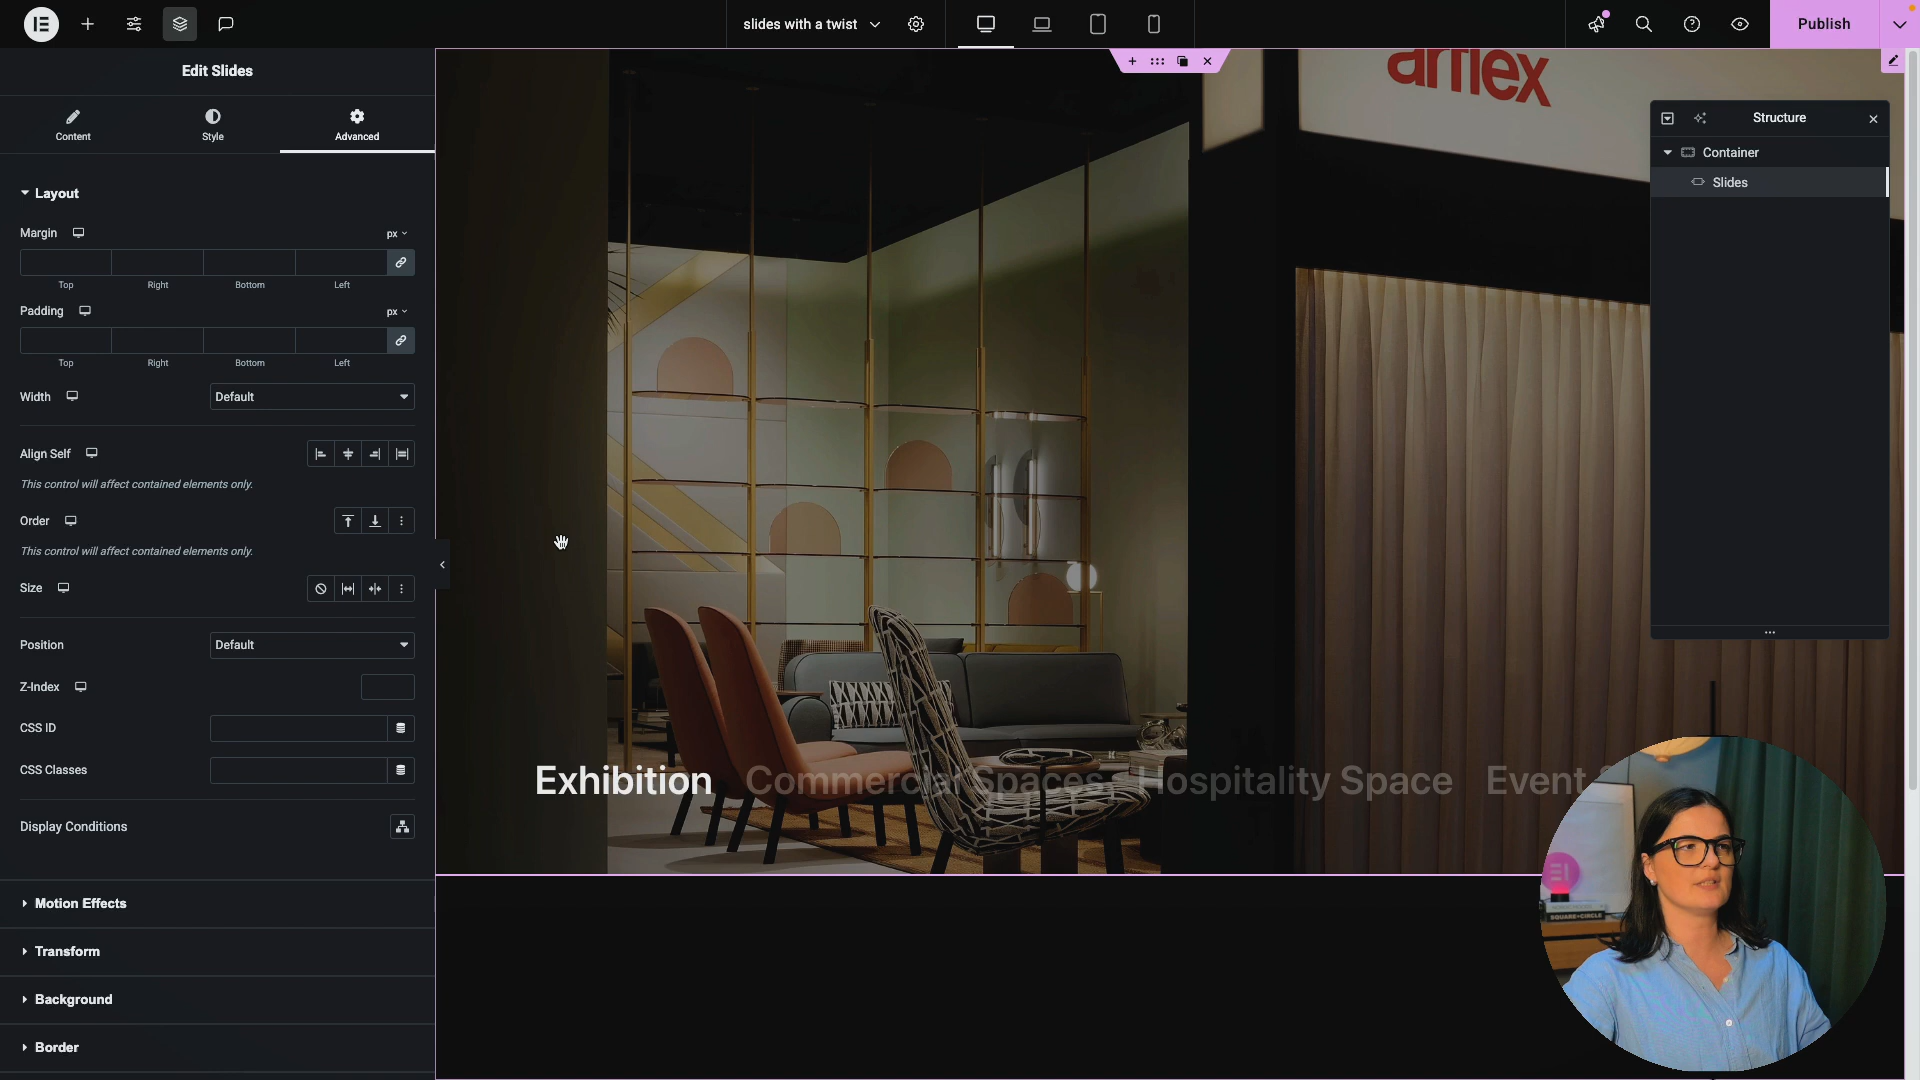 slides with a twist
Publish
Edit Slides
Content
Style
Advanced
Layout
Margin
px
Top
Right
Bottom
Left
Padding
px
Top
Right
Bottom
Left
Width
Default
Align Self
This control will affect contained elements only.
Order
This control will affect contained elements only.
Size
Position
Default
Z-Index
CSS ID
CSS Classes
Display Conditions
Motion Effects
Transform
Background
Border
arflex
Structure
Container
Slides
Exhibition Commercial Spaces Hospitality Space Event
SQUARE+CIRCLE